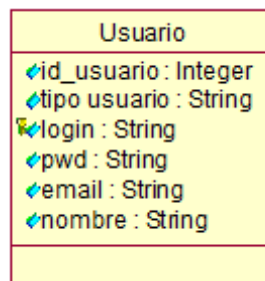 Usuario
id_usuario : Integer
tipo usuario : String
login : String
pwd : String
email : String
nombre : String